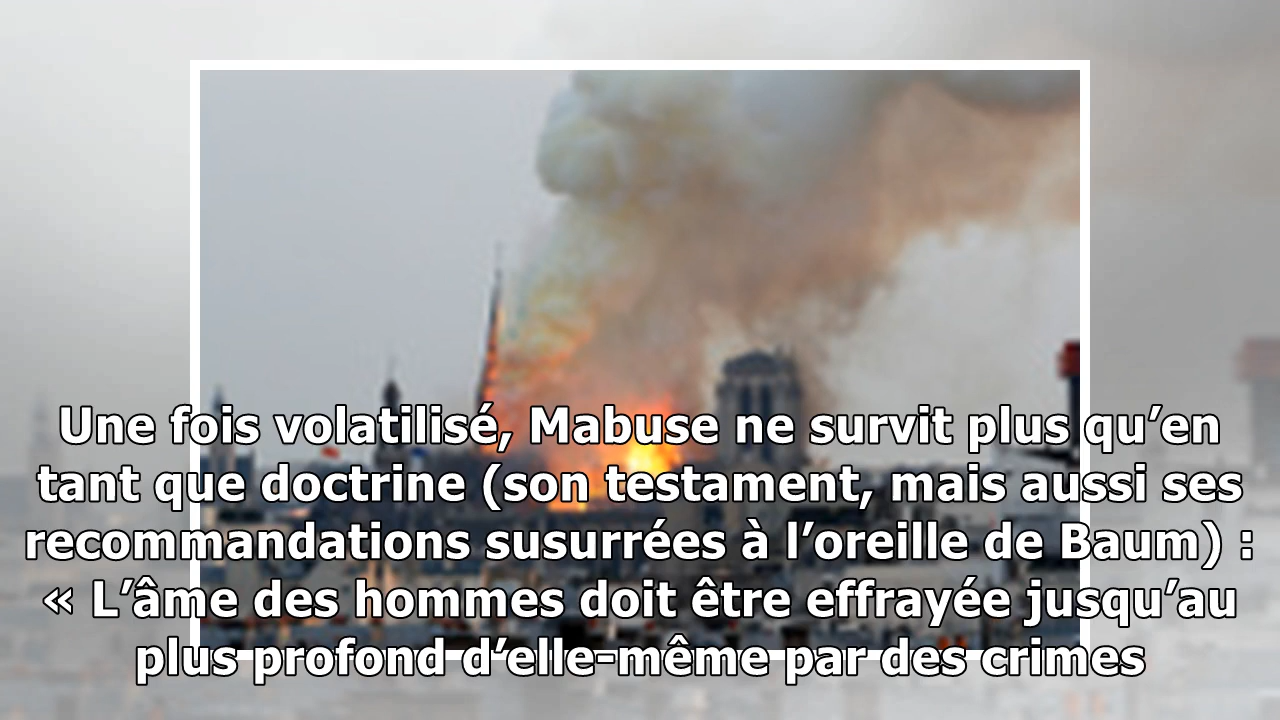 Une fois volatilisé, Mabuse ne survit plus qu’en
tant que doctrine (son testament, mais aussi ses
recommandations susurrées à l’oreille de Baum) :
« L’âme des hommes doit être effrayée jusqu’au
plus profond d’elle-même par des crimes